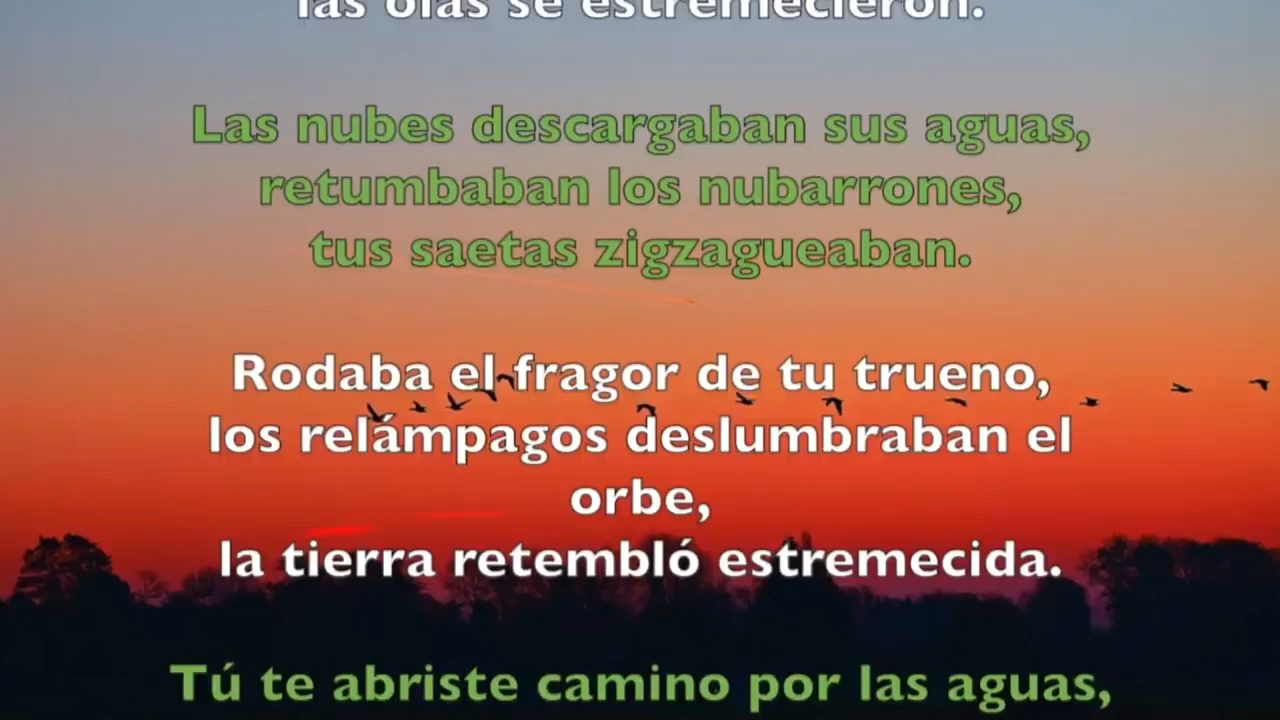 las olas se estremecieron.
Las nubes descargaban sus aguas,
retumbaban los nubarrones,
tus saetas zigzagueaban.
Rodaba el fragor de tu trueno,
los relámpagos deslumbraban el
orbe,
la tierra retembló estremecida.
Tú te abriste camino por las aguas,